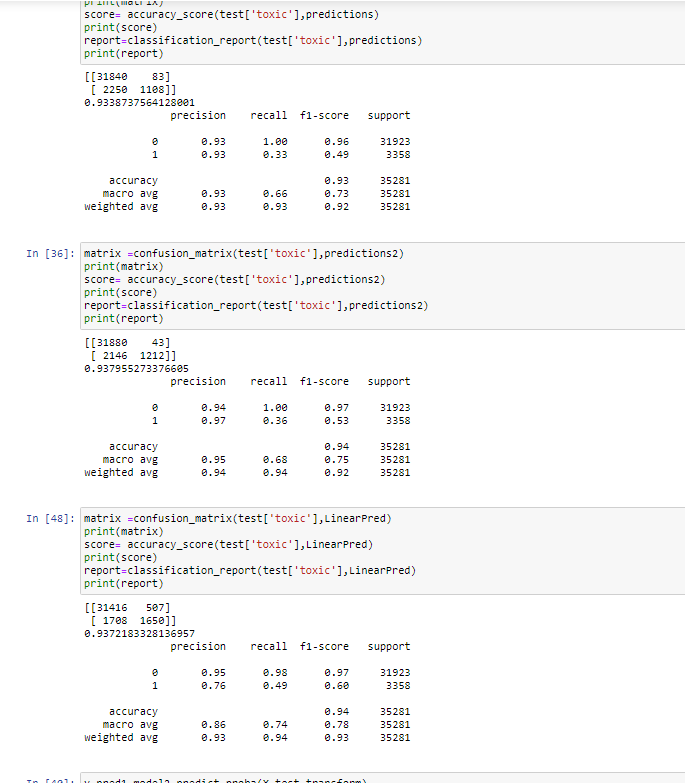 print(matrix)
score= accuracy_score(test['toxic'],predictions)
print(score)
report=classification_report(test['toxic'],predictions)
print(report)
[[31840    83]
 [ 2250  1108]]
0.9338737564128001
              precision    recall  f1-score   support

           0       0.93      1.00      0.96     31923
           1       0.93      0.33      0.49      3358

    accuracy                           0.93     35281
   macro avg       0.93      0.66      0.73     35281
weighted avg       0.93      0.93      0.92     35281

In [36]: matrix =confusion_matrix(test['toxic'],predictions2)
print(matrix)
score= accuracy_score(test['toxic'],predictions2)
print(score)
report=classification_report(test['toxic'],predictions2)
print(report)
[[31880    43]
 [ 2146  1212]]
0.937955273376605
              precision    recall  f1-score   support

           0       0.94      1.00      0.97     31923
           1       0.97      0.36      0.53      3358

    accuracy                           0.94     35281
   macro avg       0.95      0.68      0.75     35281
weighted avg       0.94      0.94      0.92     35281

In [48]: matrix =confusion_matrix(test['toxic'],LinearPred)
print(matrix)
score= accuracy_score(test['toxic'],LinearPred)
print(score)
report=classification_report(test['toxic'],LinearPred)
print(report)
[[31416   507]
 [ 1708  1650]]
0.9372183328136957
              precision    recall  f1-score   support

           0       0.95      0.98      0.97     31923
           1       0.76      0.49      0.60      3358

    accuracy                           0.94     35281
   macro avg       0.86      0.74      0.78     35281
weighted avg       0.93      0.94      0.93     35281